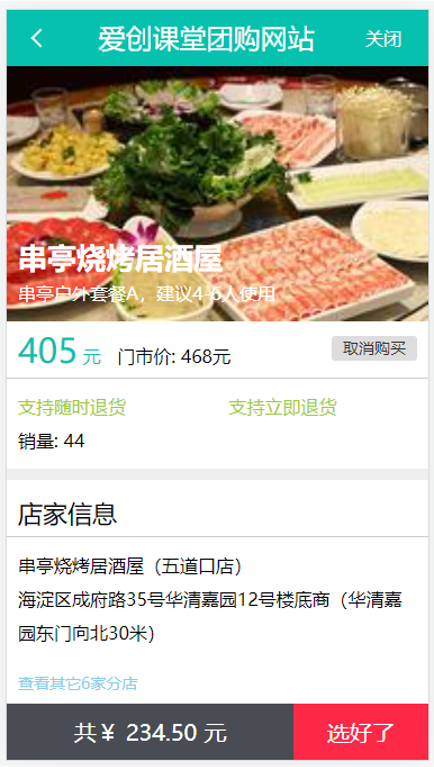 爱创课堂团购网站 关闭
串亭烧烤居酒屋
串亭户外套餐A，建议4-6人使用
405 元 门市价: 468元 取消购买
支持随时退货 支持立即退货
销量: 44
店家信息
串亭烧烤居酒屋（五道口店）
海淀区成府路35号华清嘉园12号楼底商（华清嘉
园东门向北30米）
查看其它6家分店
共￥ 234.50 元 选好了